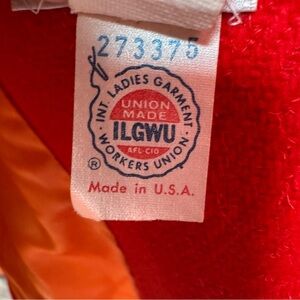 273375
INT. LADIES GARMENT
UNION
MADE
ILGWU
AFL-CIO
WORKERS UNION
®
Made in U.S.A.